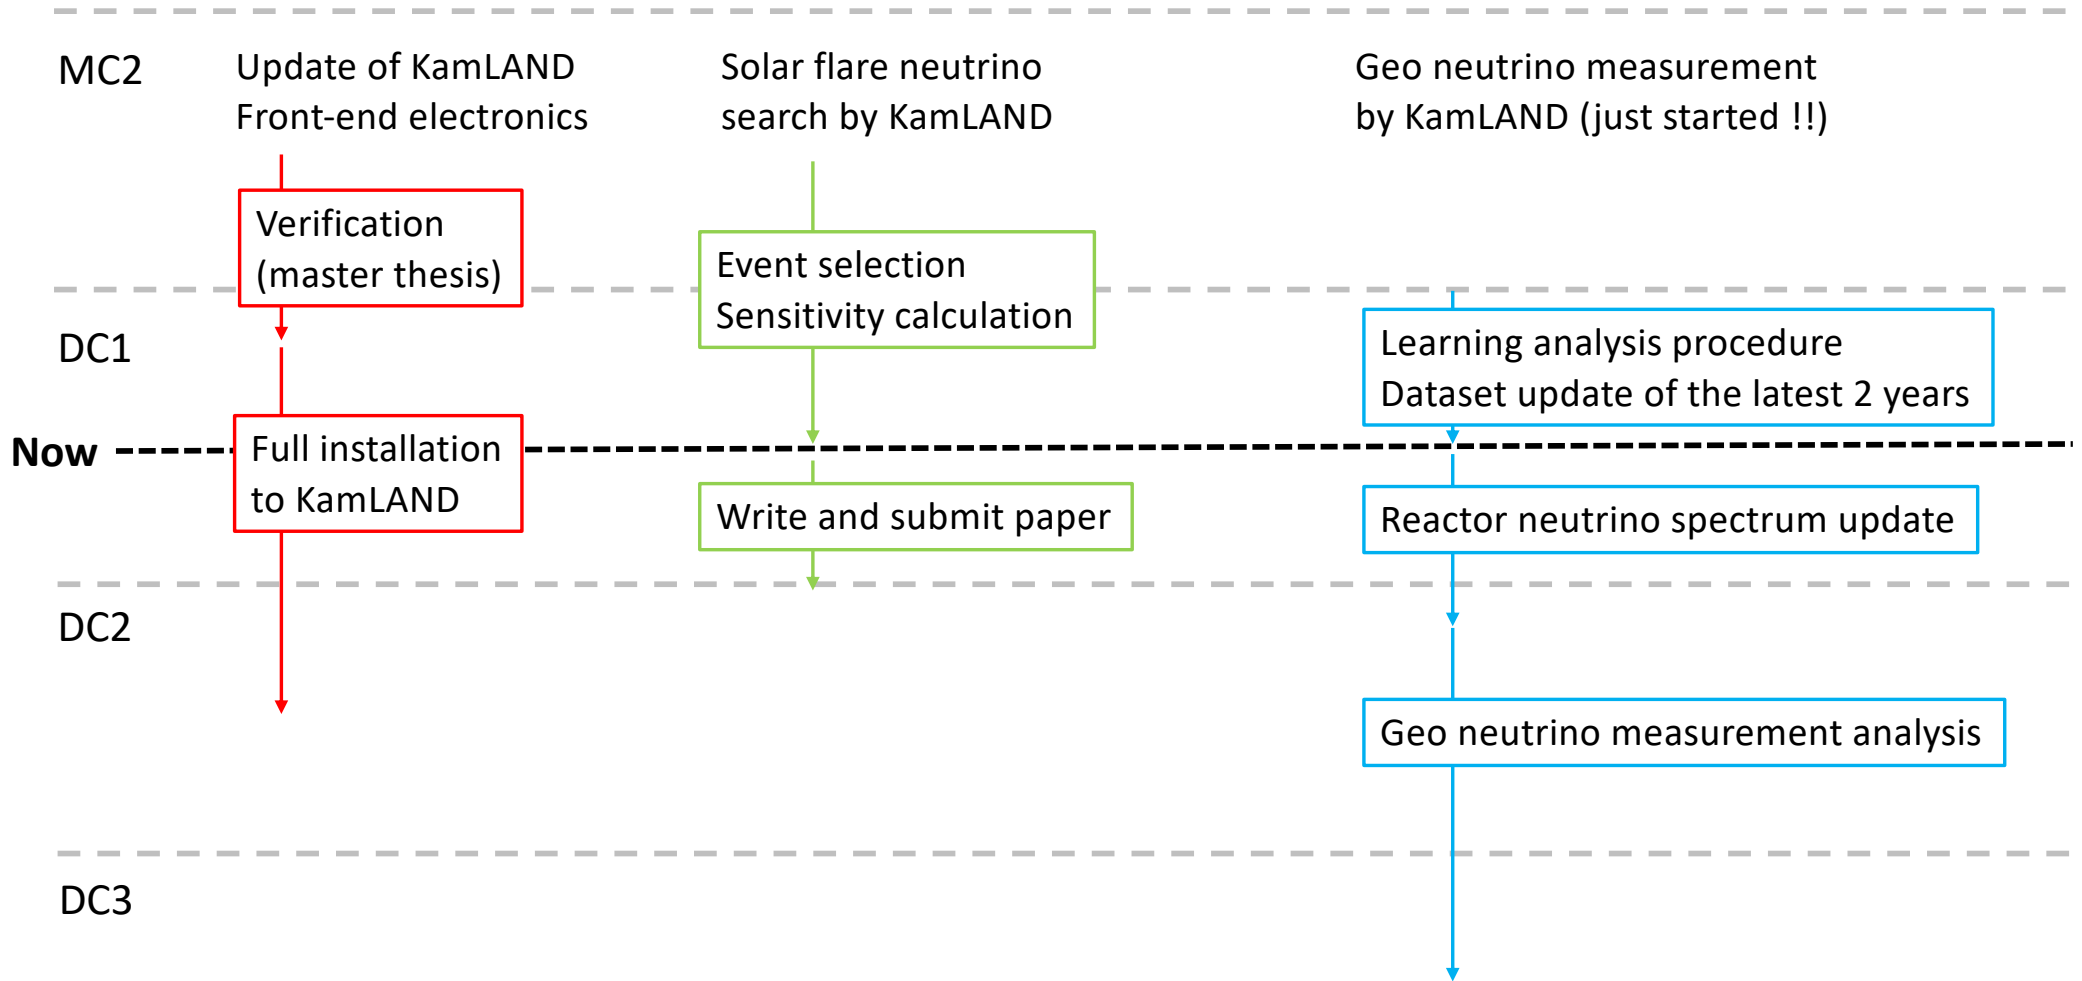 MC2
Update of KamLAND
Front-end electronics
Solar flare neutrino
search by KamLAND
Geo neutrino measurement
by KamLAND (just started !!)
Verification
(master thesis)
Event selection
Sensitivity calculation
DC1
Learning analysis procedure
Dataset update of the latest 2 years
Now
Full installation
to KamLAND
Write and submit paper
Reactor neutrino spectrum update
DC2
Geo neutrino measurement analysis
DC3